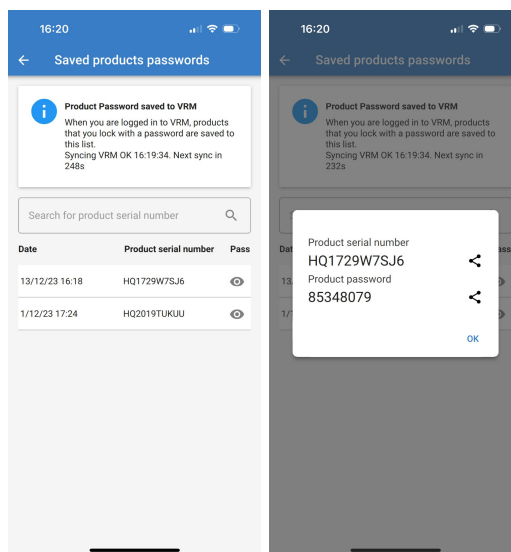 16:20
Saved products passwords
Product Password saved to VRM
When you are logged in to VRM, products
that you lock with a password are saved to
this list.
Syncing VRM OK 16:19:34. Next sync in
248s
Search for product serial number
Date Product serial number Pass
13/12/23 16:18 HQ1729W7SJ6
1/12/23 17:24 HQ2019TUKUU
16:20
Saved products passwords
Product Password saved to VRM
When you are logged in to VRM, products
that you lock with a password are saved to
this list.
Syncing VRM OK 16:19:34. Next sync in
232s
Product serial number
HQ1729W7SJ6
Product password
85348079
OK